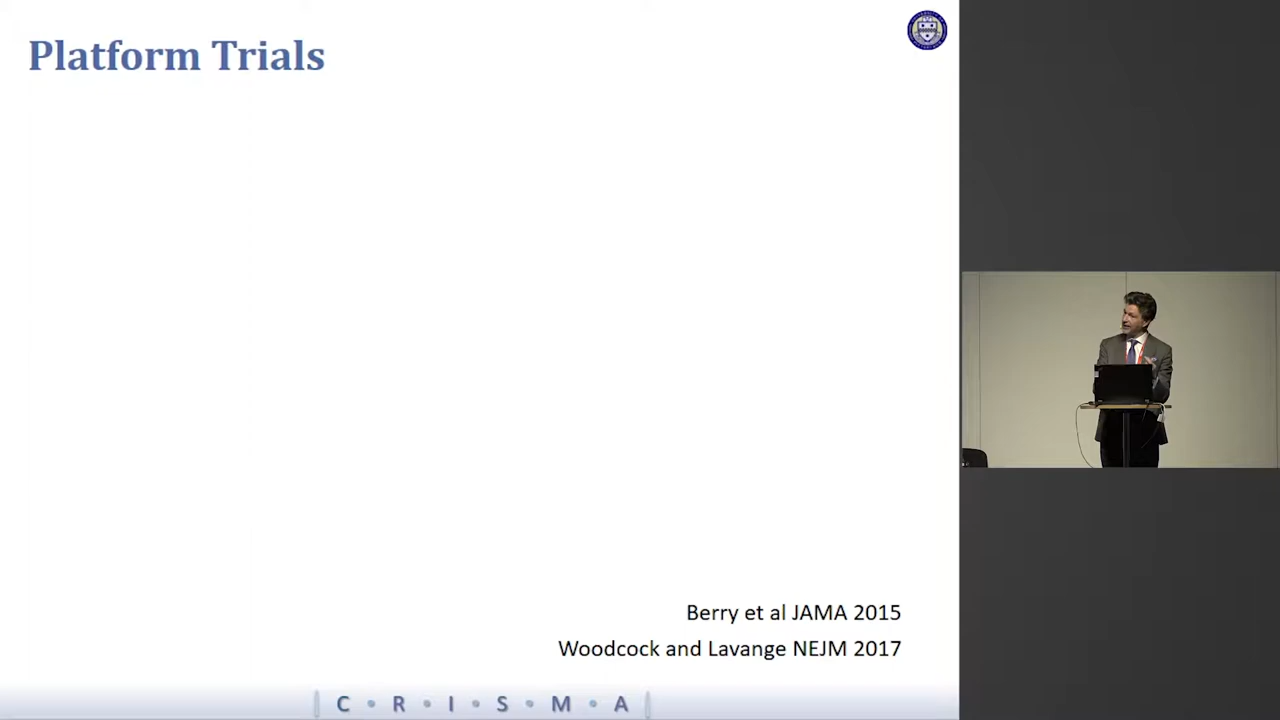 Platform Trials
Berry et al JAMA 2015
Woodcock and Lavange NEJM 2017
C • R • I • S • M • A